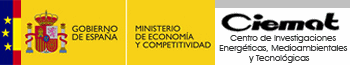 GOBIERNO
DE ESPAÑA
MINISTERIO
DE ECONOMÍA
Y COMPETITIVIDAD
Ciemat
Centro de Investigaciones
Energéticas, Medioambientales
y Tecnológicas